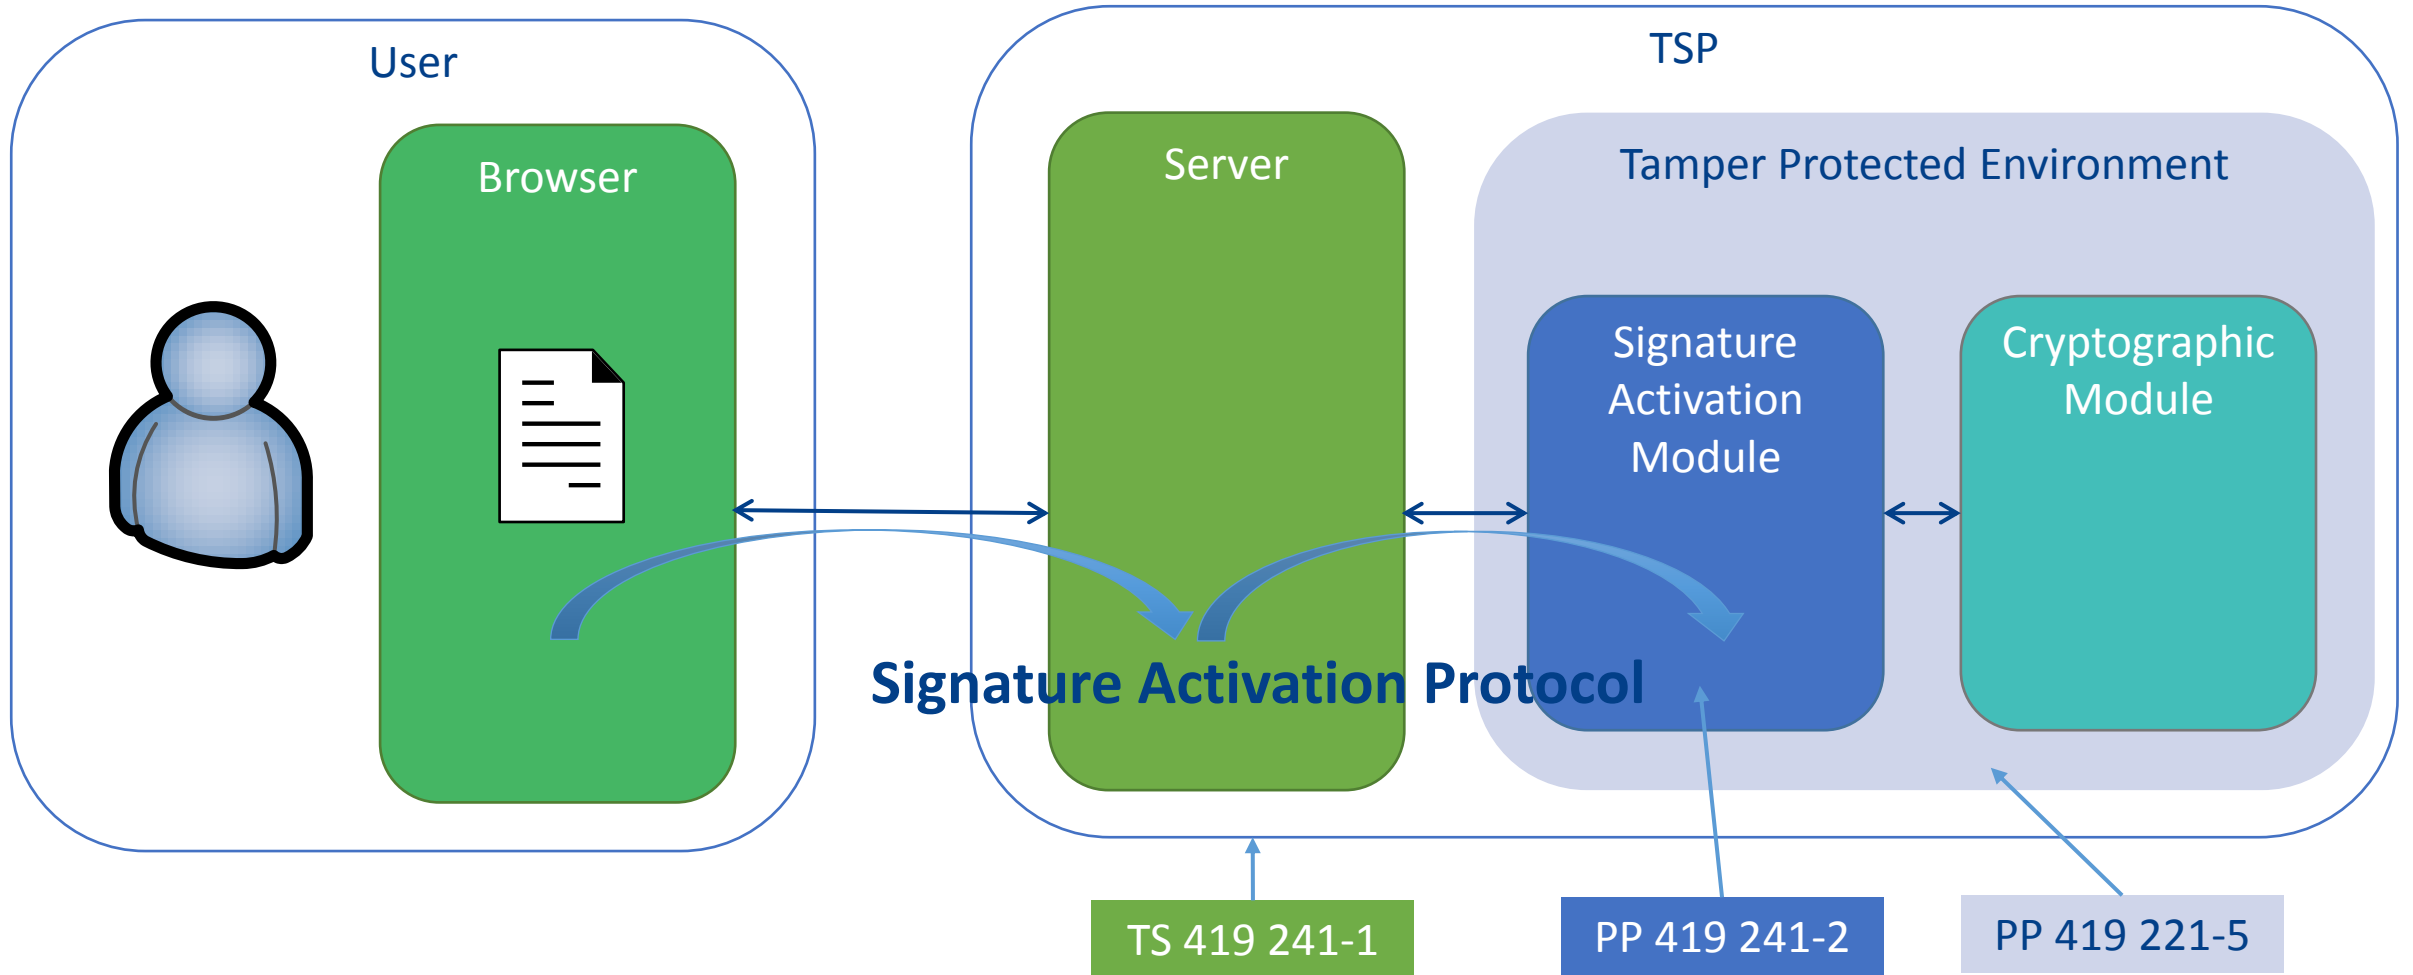 User
TSP
Browser
Server
Tamper Protected Environment
Signature
Activation
Module
Cryptographic
Module
Signature Activation Protocol
TS 419 241-1
PP 419 241-2
PP 419 221-5